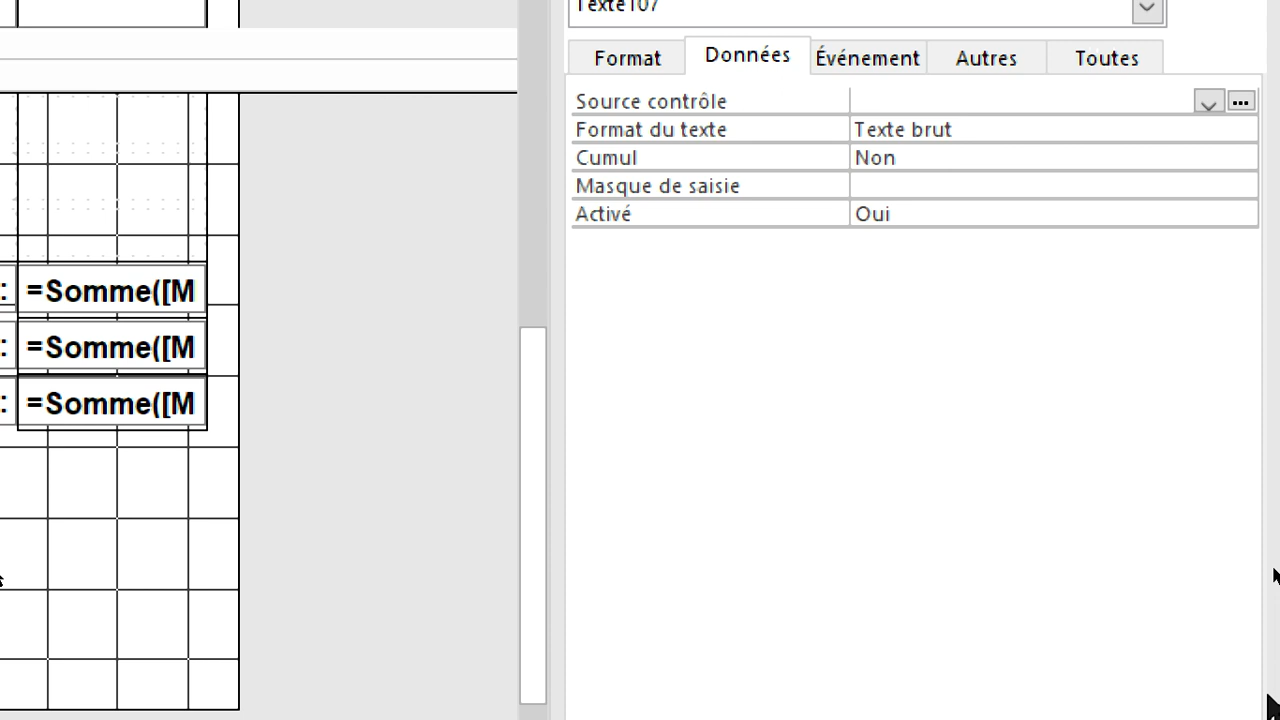 Texte107
Format Données Événement Autres Toutes
Source contrôle
Format du texte Texte brut
Cumul Non
Masque de saisie
Activé Oui
: =Somme([M
: =Somme([M
: =Somme([M